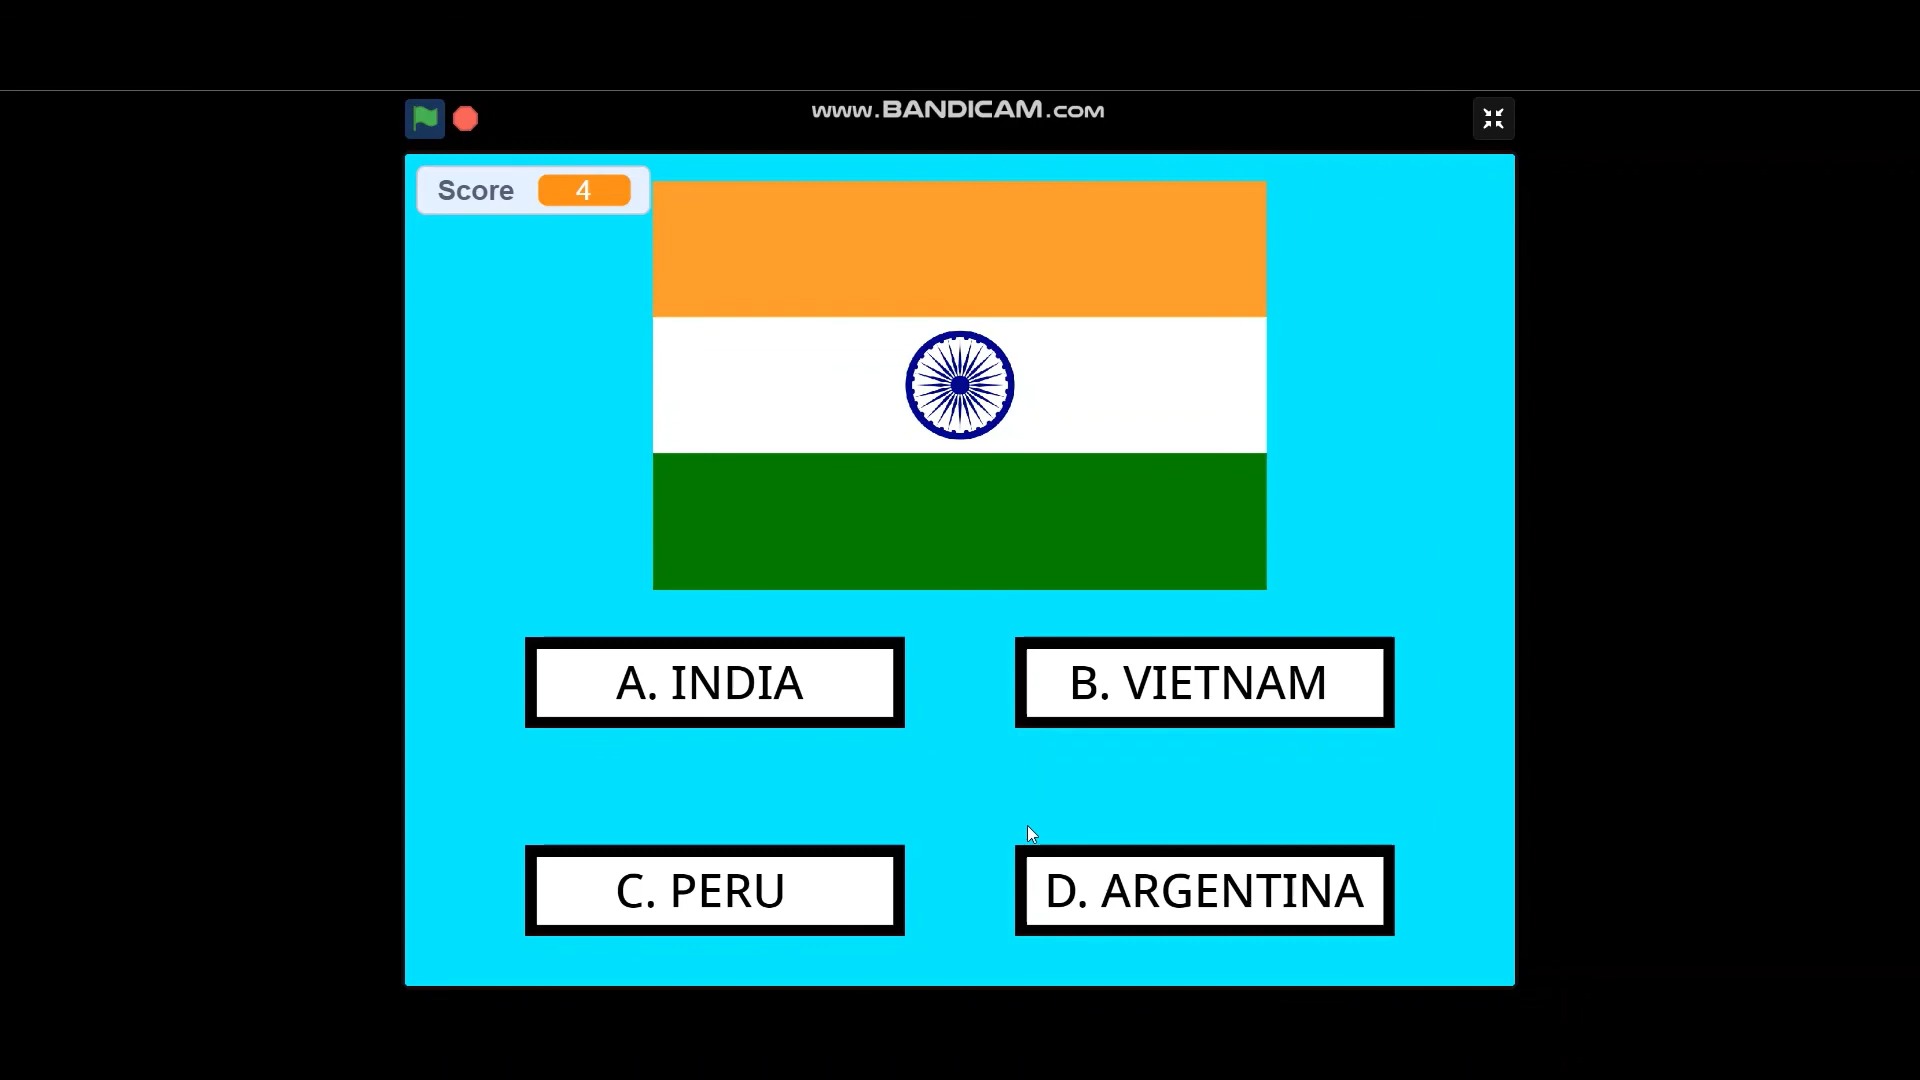 www.BANDICAM.com
Score 4
A. INDIA
B. VIETNAM
C. PERU
D. ARGENTINA